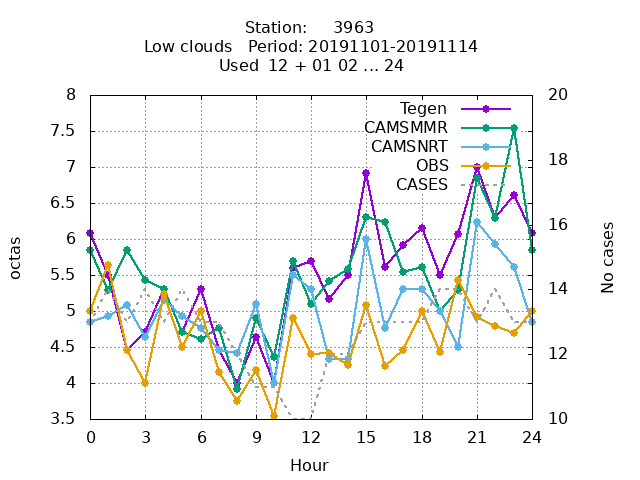 Station: 3963
Low clouds Period: 20191101-20191114
Used 12 + 01 02 ... 24
8 20
Tegen
7.5 CAMSMMR
CAMSNRT
7 OBS 18
CASES
6.5
6 16
5.5
14
5
4.5
12
4
3.5 10
0 3 6 9 12 15 18 21 24
Hour
octas
No cases